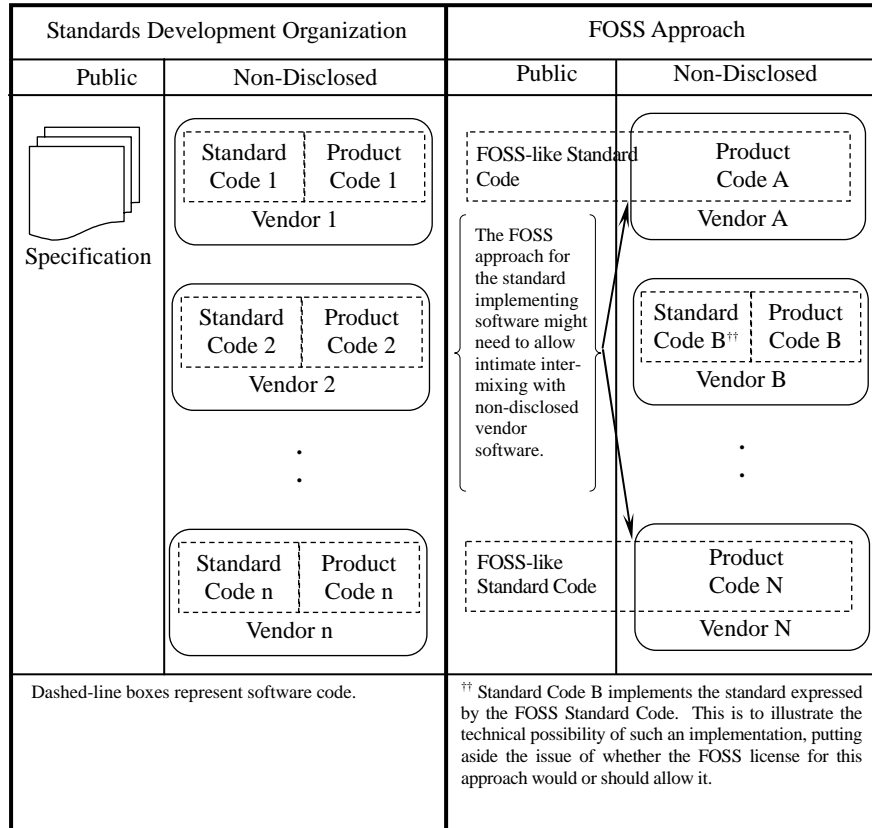 Standards Development Organization
FOSS Approach
Public
Non-Disclosed
Public
Non-Disclosed
Specification
Standard
Code 1
Product
Code 1
Vendor 1
Standard
Code 2
Product
Code 2
Vendor 2
.
.
Standard
Code n
Product
Code n
Vendor n
FOSS-like Standard
Code
Product
Code A
Vendor A
The FOSS
approach for
the standard
implementing
software might
need to allow
intimate inter-
mixing with
non-disclosed
vendor
software.
Standard
Code B††
Product
Code B
Vendor B
.
.
FOSS-like
Standard Code
Product
Code N
Vendor N
Dashed-line boxes represent software code.
†† Standard Code B implements the standard expressed
by the FOSS Standard Code. This is to illustrate the
technical possibility of such an implementation, putting
aside the issue of whether the FOSS license for this
approach would or should allow it.